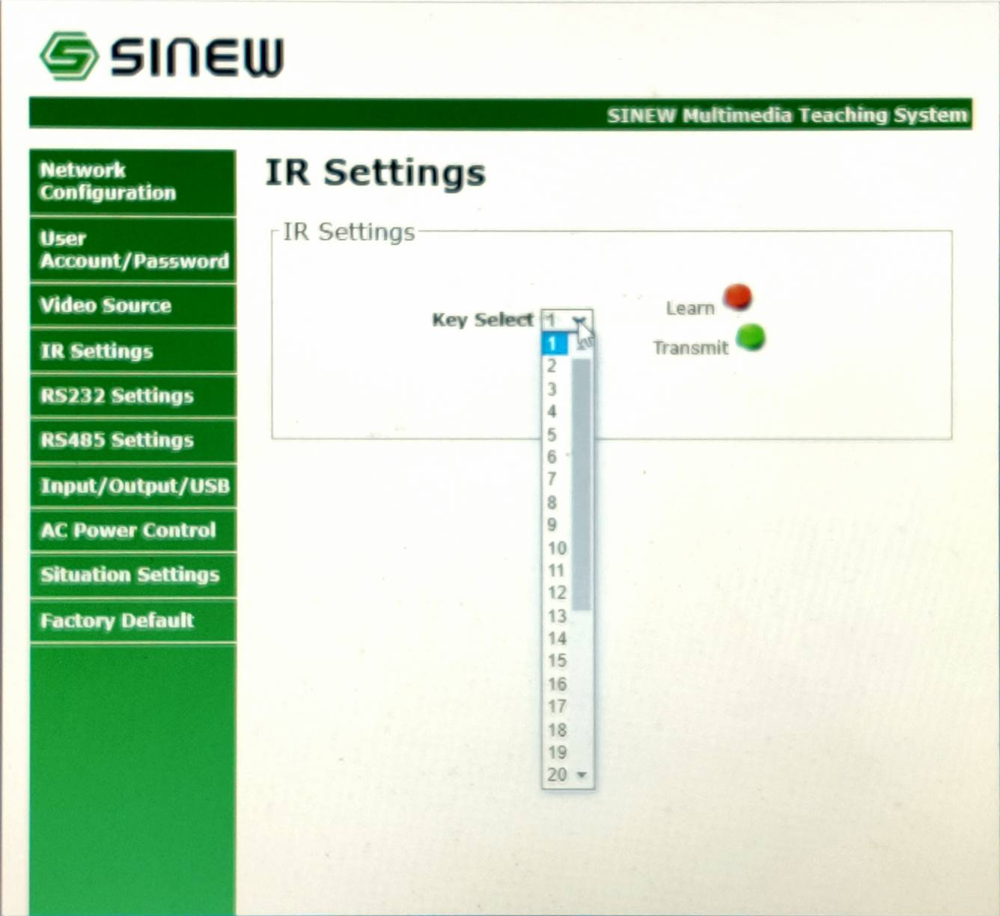 SINEW
SINEW Multimedia Teaching System
Network
Configuration
User
Account/Password
Video Source
IR Settings
RS232 Settings
RS485 Settings
Input/Output/USB
AC Power Control
Situation Settings
Factory Default
IR Settings
IR Settings
Key Select 1
1
2
3
4
5
6
7
8
9
10
11
12
13
14
15
16
17
18
19
20
Learn
Transmit